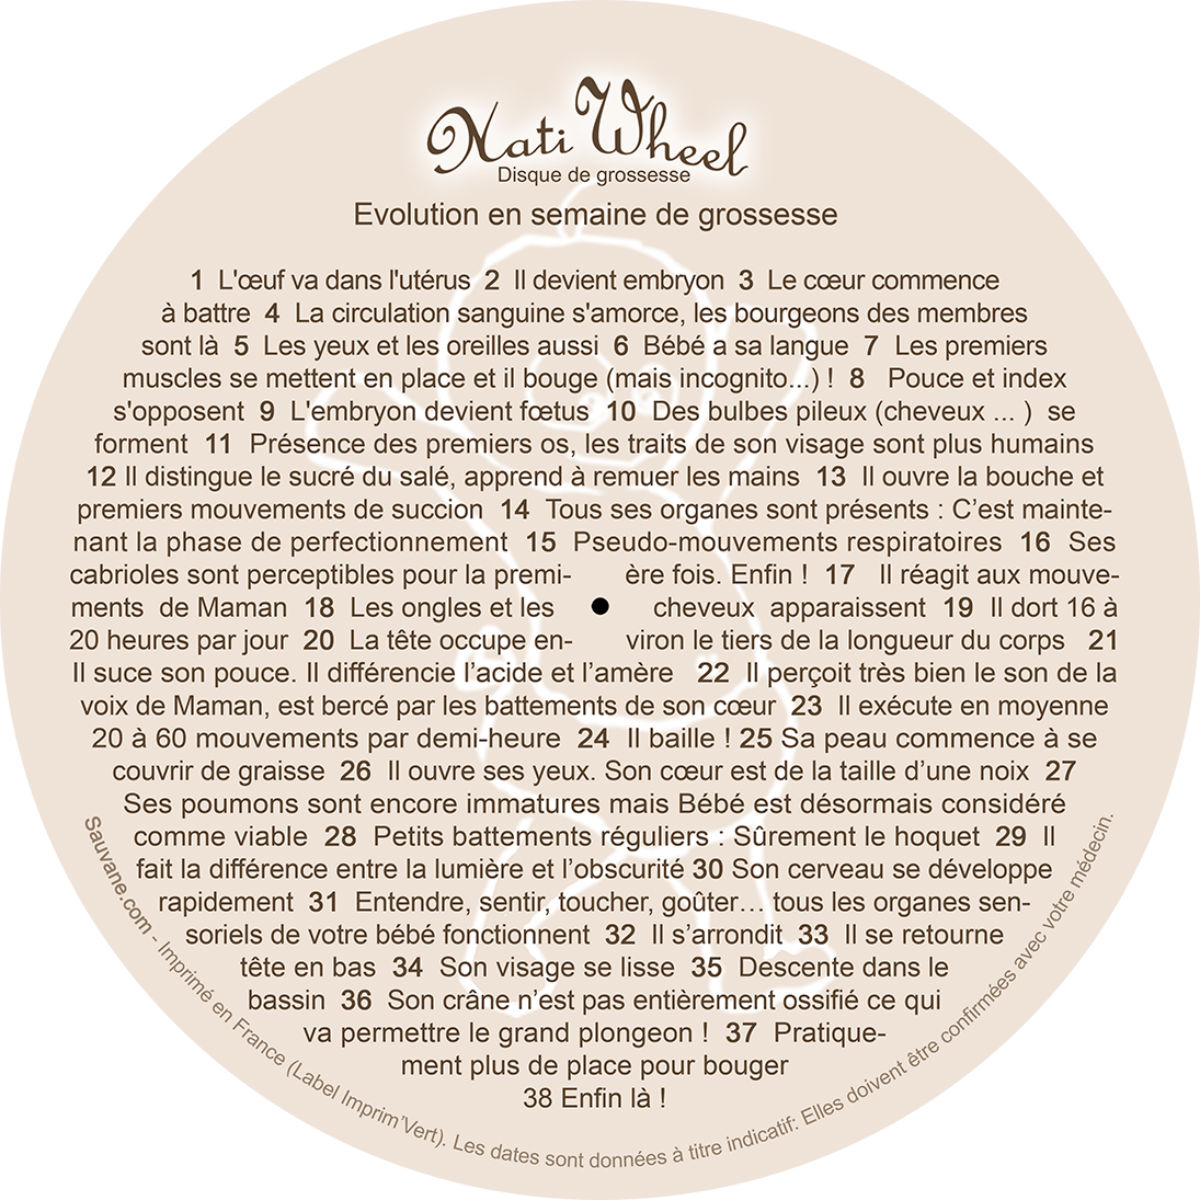 Nati Wheel
Disque de grossesse
Evolution en semaine de grossesse
1 L'œuf va dans l'utérus 2 Il devient embryon 3 Le cœur commence
à battre 4 La circulation sanguine s'amorce, les bourgeons des membres
sont là 5 Les yeux et les oreilles aussi 6 Bébé a sa langue 7 Les premiers
muscles se mettent en place et il bouge (mais incognito...) ! 8 Pouce et index
s'opposent 9 L'embryon devient fœtus 10 Des bulbes pileux (cheveux ... ) se
forment 11 Présence des premiers os, les traits de son visage sont plus humains
12 Il distingue le sucré du salé, apprend à remuer les mains 13 Il ouvre la bouche et
premiers mouvements de succion 14 Tous ses organes sont présents : C’est mainte-
nant la phase de perfectionnement 15 Pseudo-mouvements respiratoires 16 Ses
cabrioles sont perceptibles pour la premi- ère fois. Enfin ! 17 Il réagit aux mouve-
ments de Maman 18 Les ongles et les cheveux apparaissent 19 Il dort 16 à
20 heures par jour 20 La tête occupe en- viron le tiers de la longueur du corps 21
Il suce son pouce. Il différencie l’acide et l’amère 22 Il perçoit très bien le son de la
voix de Maman, est bercé par les battements de son cœur 23 Il exécute en moyenne
20 à 60 mouvements par demi-heure 24 Il baille ! 25 Sa peau commence à se
couvrir de graisse 26 Il ouvre ses yeux. Son cœur est de la taille d’une noix 27
Ses poumons sont encore immatures mais Bébé est désormais considéré
comme viable 28 Petits battements réguliers : Sûrement le hoquet 29 Il
fait la différence entre la lumière et l’obscurité 30 Son cerveau se développe
rapidement 31 Entendre, sentir, toucher, goûter… tous les organes sen-
soriels de votre bébé fonctionnent 32 Il s’arrondit 33 Il se retourne
tête en bas 34 Son visage se lisse 35 Descente dans le
bassin 36 Son crâne n’est pas entièrement ossifié ce qui
va permettre le grand plongeon ! 37 Pratique-
ment plus de place pour bouger
38 Enfin là !
Sauvane.com - Imprimé en France (Label Imprim’Vert). Les dates sont données à titre indicatif: Elles doivent être confirmées avec votre médecin.